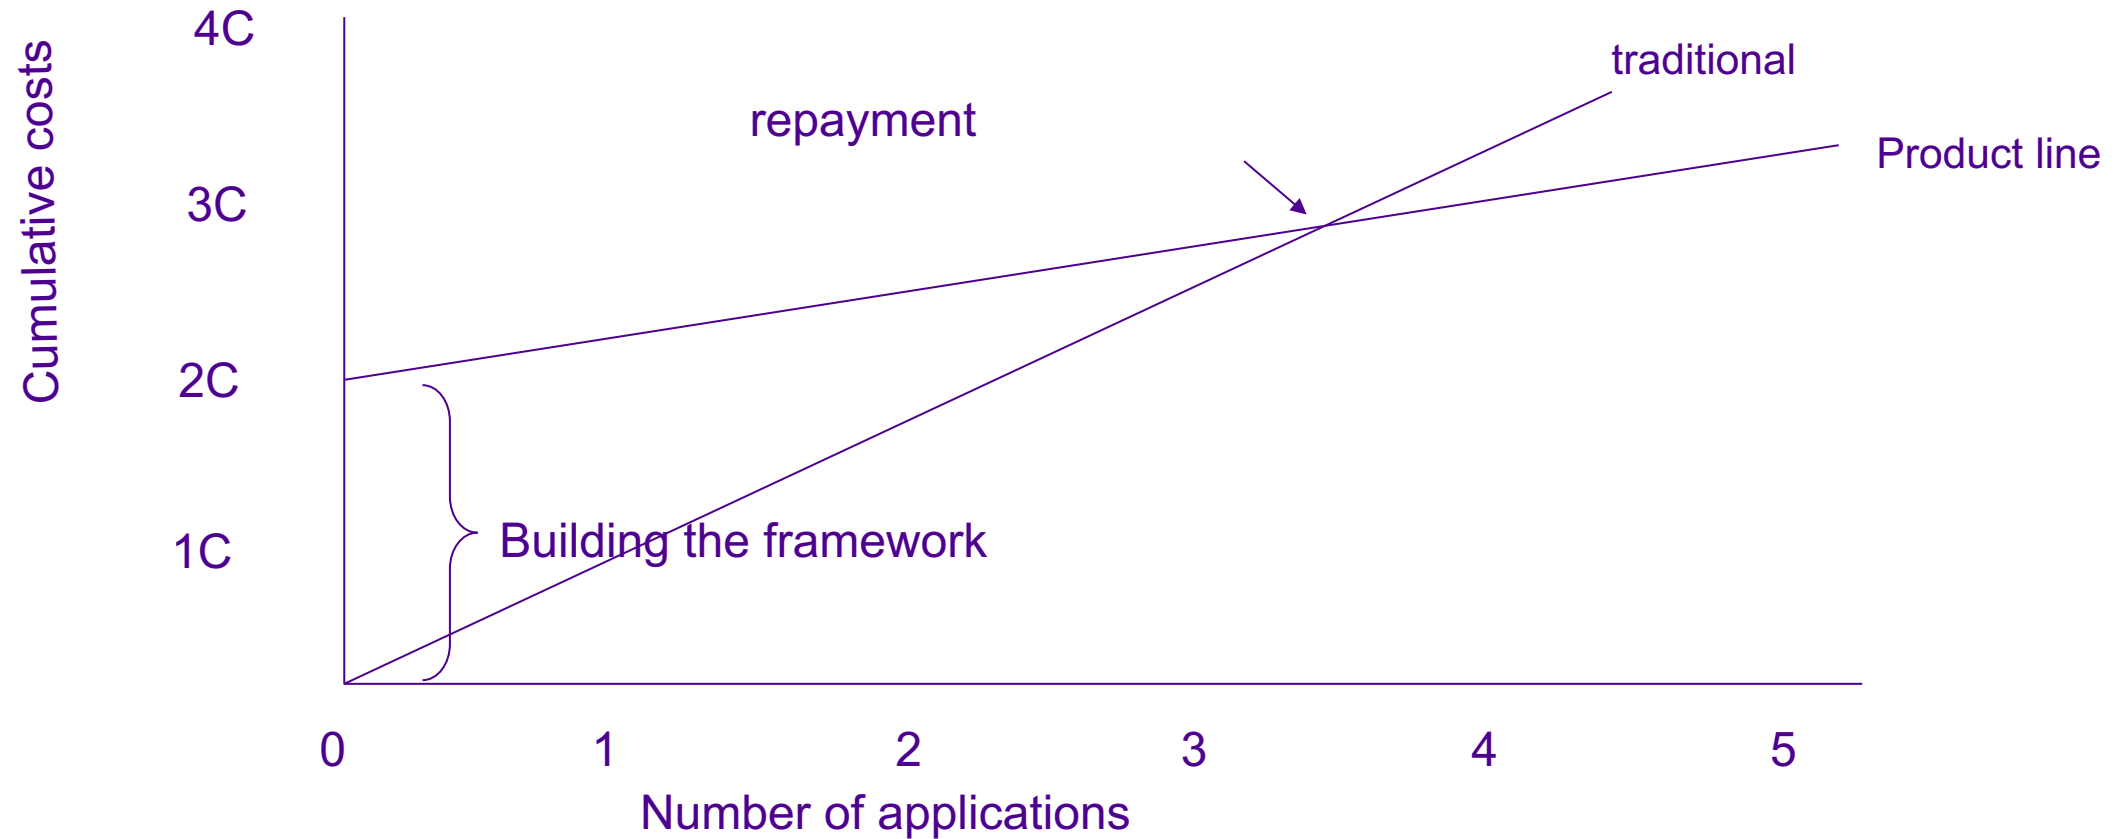 4C
traditional
Cumulative costs
repayment
Product line
3C
2C
Building the framework
1C
0 1 2 3 4 5
Number of applications